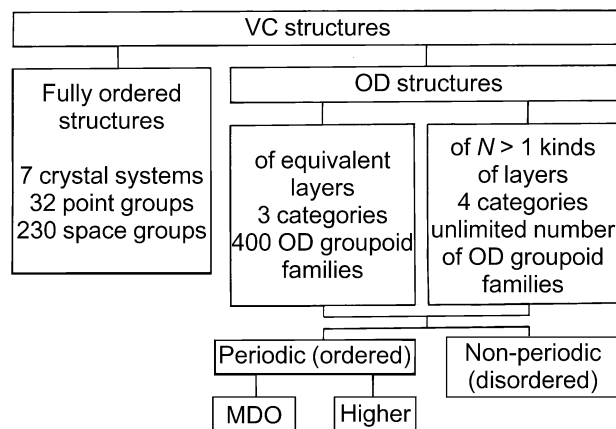 VC structures
Fully ordered
structures
7 crystal systems
32 point groups
230 space groups
OD structures
of equivalent
layers
3 categories
400 OD groupoid
families
of N > 1 kinds
of layers
4 categories
unlimited number
of OD groupoid
families
Periodic (ordered)
Non-periodic
(disordered)
MDO
Higher